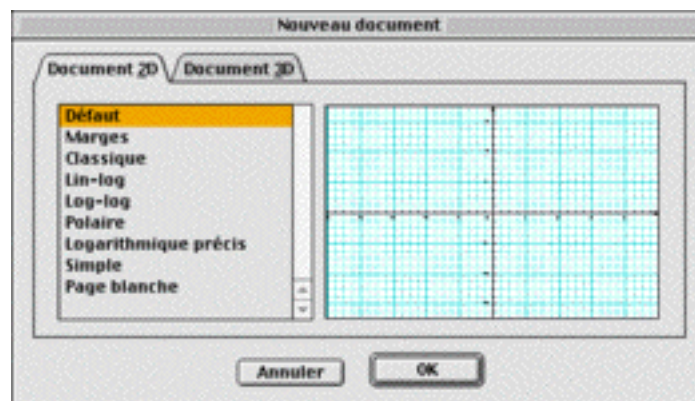 Nouveau document
Document 2D Document 3D
Défaut
Marges
Classique
Lin-log
Log-log
Polaire
Logarithmique précis
Simple
Page blanche
Annuler OK